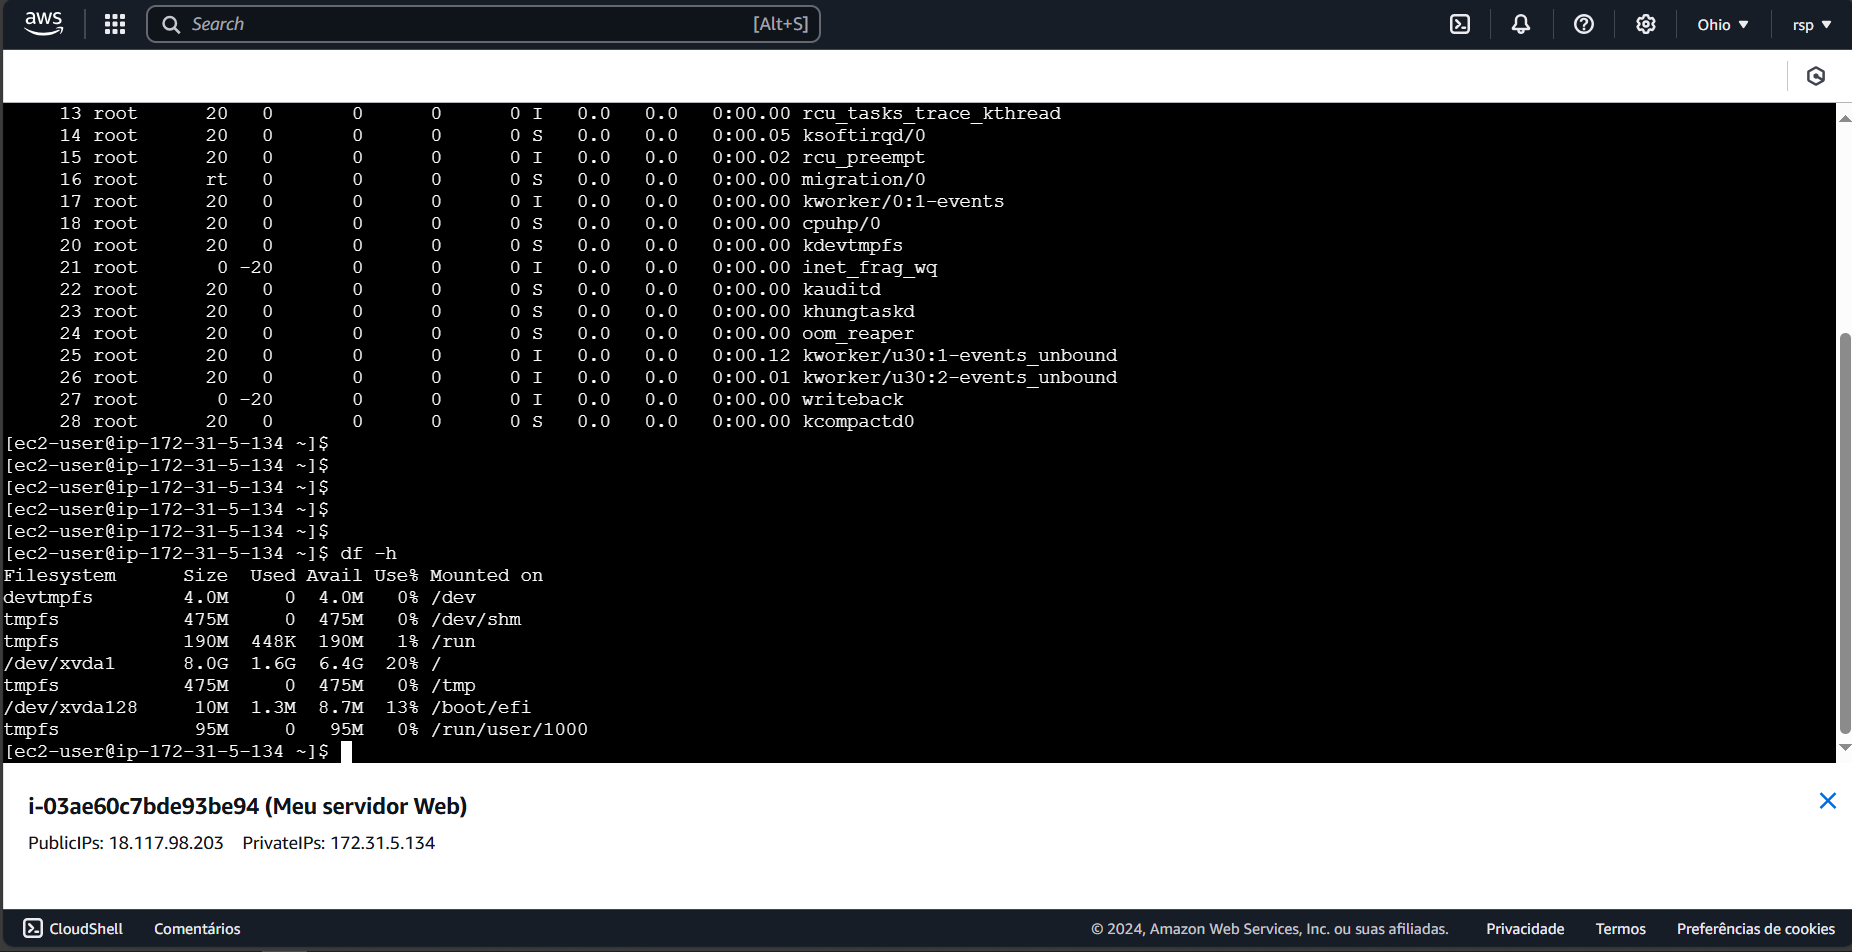 aws
Search [Alt+S] Ohio rsp
13 root 20 0 0 0 0 I 0.0 0.0 0:00.00 rcu_tasks_trace_kthread
14 root 20 0 0 0 0 S 0.0 0.0 0:00.05 ksoftirqd/0
15 root 20 0 0 0 0 I 0.0 0.0 0:00.02 rcu_preempt
16 root rt 0 0 0 0 S 0.0 0.0 0:00.00 migration/0
17 root 20 0 0 0 0 I 0.0 0.0 0:00.00 kworker/0:1-events
18 root 20 0 0 0 0 S 0.0 0.0 0:00.00 cpuhp/0
20 root 20 0 0 0 0 S 0.0 0.0 0:00.00 kdevtmpfs
21 root 0 -20 0 0 0 I 0.0 0.0 0:00.00 inet_frag_wq
22 root 20 0 0 0 0 S 0.0 0.0 0:00.00 kauditd
23 root 20 0 0 0 0 S 0.0 0.0 0:00.00 khungtaskd
24 root 20 0 0 0 0 S 0.0 0.0 0:00.00 oom_reaper
25 root 20 0 0 0 0 I 0.0 0.0 0:00.12 kworker/u30:1-events_unbound
26 root 20 0 0 0 0 I 0.0 0.0 0:00.01 kworker/u30:2-events_unbound
27 root 0 -20 0 0 0 I 0.0 0.0 0:00.00 writeback
28 root 20 0 0 0 0 S 0.0 0.0 0:00.00 kcompactd0
[ec2-user@ip-172-31-5-134 ~]$
[ec2-user@ip-172-31-5-134 ~]$
[ec2-user@ip-172-31-5-134 ~]$
[ec2-user@ip-172-31-5-134 ~]$
[ec2-user@ip-172-31-5-134 ~]$
[ec2-user@ip-172-31-5-134 ~]$ df -h
Filesystem Size Used Avail Use% Mounted on
devtmpfs 4.0M 0 4.0M 0% /dev
tmpfs 475M 0 475M 0% /dev/shm
tmpfs 190M 448K 190M 1% /run
/dev/xvda1 8.0G 1.6G 6.4G 20% /
tmpfs 475M 0 475M 0% /tmp
/dev/xvda128 10M 1.3M 8.7M 13% /boot/efi
tmpfs 95M 0 95M 0% /run/user/1000
[ec2-user@ip-172-31-5-134 ~]$
i-03ae60c7bde93be94 (Meu servidor Web)
PublicIPs: 18.117.98.203 PrivateIPs: 172.31.5.134
CloudShell Comentários © 2024, Amazon Web Services, Inc. ou suas afiliadas. Privacidade Termos Preferências de cookies